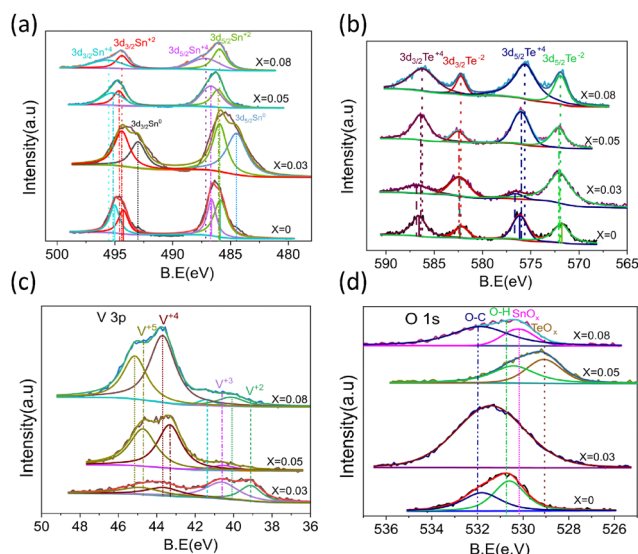 (a)
3d3/2Sn+4
3d3/2Sn+2
3d5/2Sn+4
3d5/2Sn+2
X=0.08
X=0.05
3d3/2Sn0
3d5/2Sn0
X=0.03
X=0
Intensity(a.u)
500 495 490 485 480
B.E(eV)
(b)
3d3/2Te+4
3d3/2Te-2
3d5/2Te+4
3d5/2Te-2
X=0.08
X=0.05
X=0.03
X=0
Intensity(a.u)
590 585 580 575 570 565
B.E(eV)
(c)
V 3p
V+5
V+4
V+3
V+2
X=0.08
X=0.05
X=0.03
Intensity(a.u)
50 48 46 44 42 40 38 36
B.E(eV)
(d)
O 1s
O-C
O-H
SnOx
TeOx
X=0.08
X=0.05
X=0.03
X=0
Intensity(a.u)
536 534 532 530 528 526
B.E(e.V)